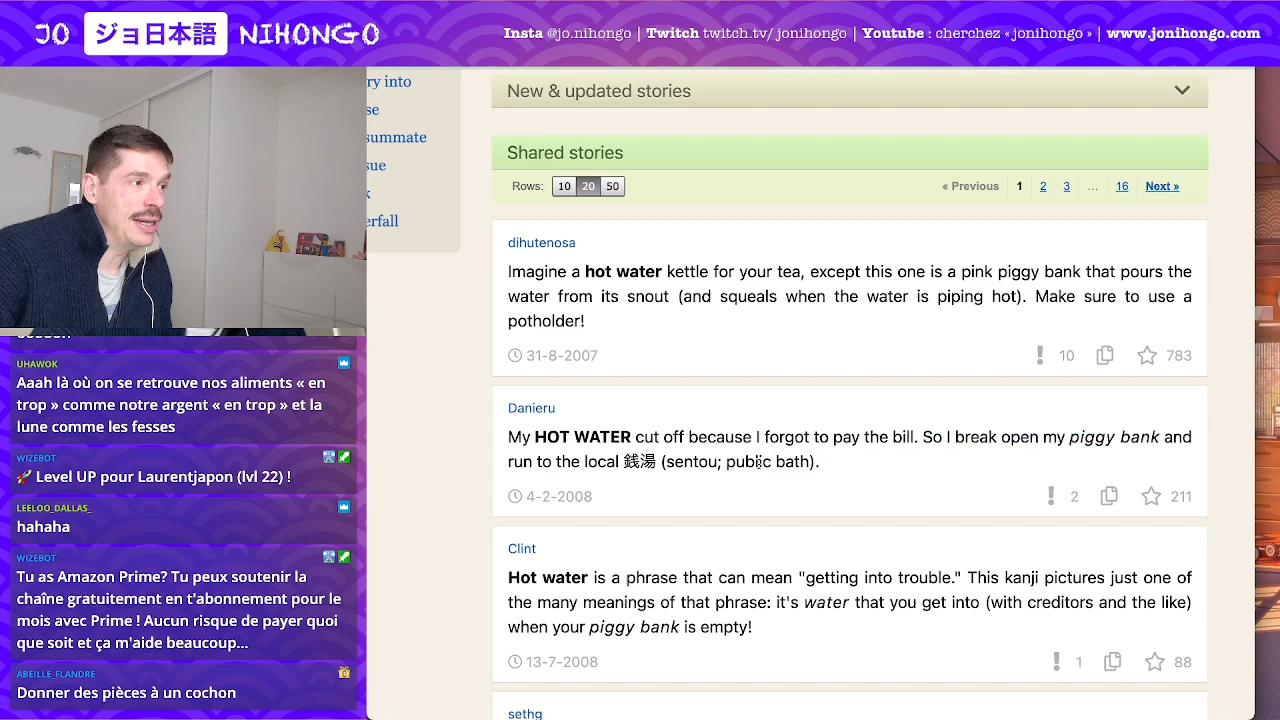 JO ジョ日本語 NIHONGO
Insta @jo.nihongo | Twitch twitch.tv/jonihongo | Youtube : cherchez « jonihongo » | www.jonihongo.com
ry into
se
summate
sue
k
erfall
New & updated stories
Shared stories
Rows: 10 20 50
« Previous 1 2 3 ... 16 Next »
dihutenosa
Imagine a hot water kettle for your tea, except this one is a pink piggy bank that pours the
water from its snout (and squeals when the water is piping hot). Make sure to use a
potholder!
31-8-2007
10
783
Danieru
My HOT WATER cut off because I forgot to pay the bill. So I break open my piggy bank and
run to the local 銭湯 (sentou; public bath).
4-2-2008
2
211
Clint
Hot water is a phrase that can mean "getting into trouble." This kanji pictures just one of
the many meanings of that phrase: it's water that you get into (with creditors and the like)
when your piggy bank is empty!
13-7-2008
1
88
sethg
UHAWOK
Aaah là où on se retrouve nos aliments « en
trop » comme notre argent « en trop » et la
lune comme les fesses
WIZEBOT
🚀 Level UP pour Laurentjapon (lvl 22) !
LEELOO_DALLAS_
hahaha
WIZEBOT
Tu as Amazon Prime? Tu peux soutenir la
chaîne gratuitement en t'abonnement pour le
mois avec Prime ! Aucun risque de payer quoi
que soit et ça m'aide beaucoup...
ABEILLE_FLANDRE
Donner des pièces à un cochon